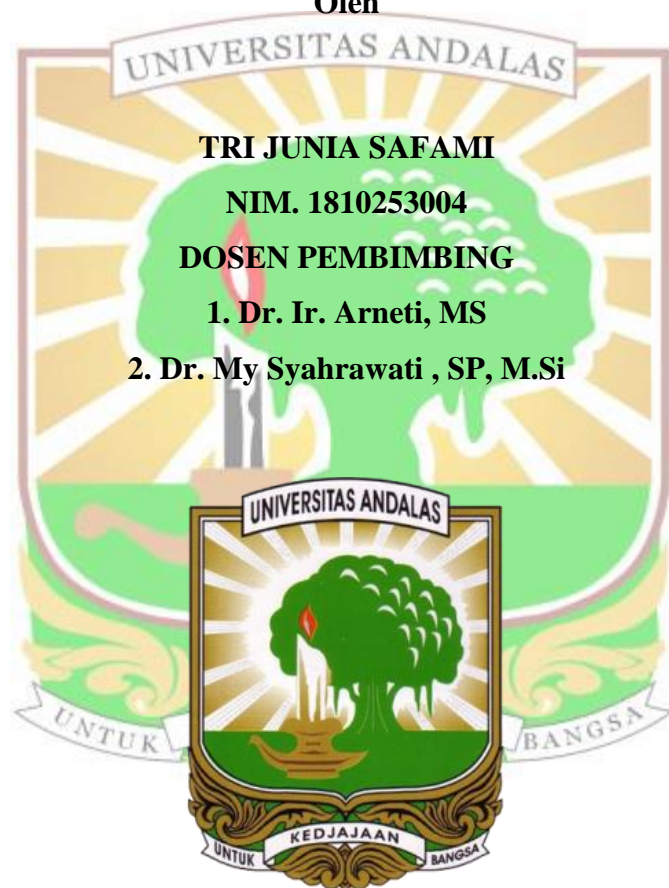 Oleh
UNIVERSITAS ANDALAS
TRI JUNIA SAFAMI
NIM. 1810253004
DOSEN PEMBIMBING
1. Dr. Ir. Arneti, MS
2. Dr. My Syahrawati , SP, M.Si
UNIVERSITAS ANDALAS
UNTUK
BANGSA
UNTUK
KEDJAJAAN
BANGSA